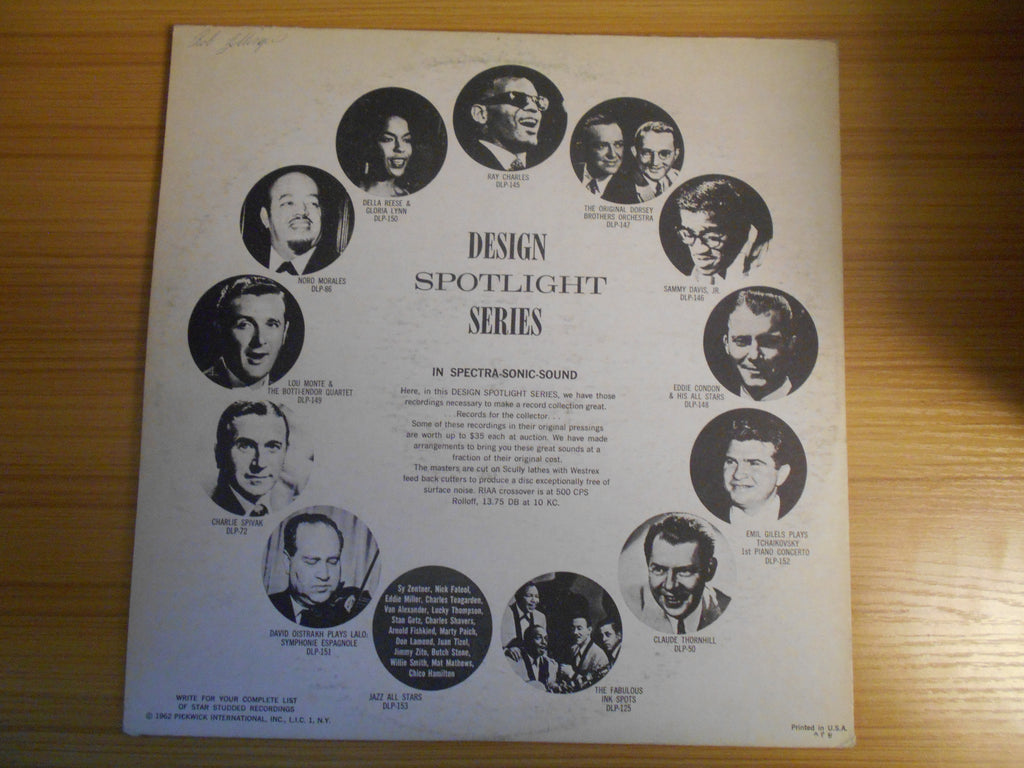 RAY CHARLES
DLP-145
DELLA REESE &
GLORIA LYNN
DLP-150
THE ORIGINAL DORSEY
BROTHERS ORCHESTRA
DLP-147
NORO MORALES
DLP-86
SAMMY DAVIS, JR.
DLP-146
DESIGN
SPOTLIGHT
SERIES
LOU MONTE &
THE BOTTI-ENDOR QUARTET
DLP-149
EDDIE CONDON
& HIS ALL STARS
DLP-148
IN SPECTRA-SONIC-SOUND
Here, in this DESIGN SPOTLIGHT SERIES, we have those
recordings necessary to make a record collection great.
. . . Records for the collector. . .
Some of these recordings in their original pressings
are worth up to $35 each at auction. We have made
arrangements to bring you these great sounds at a
fraction of their original cost.
The masters are cut on Scully lathes with Westrex
feed back cutters to produce a disc exceptionally free of
surface noise. RIAA crossover is at 500 CPS
Rolloff, 13.75 DB at 10 KC.
CHARLIE SPIVAK
DLP-72
EMIL GILELS PLAYS
TCHAIKOVSKY
1st PIANO CONCERTO
DLP-152
DAVID OISTRAKH PLAYS LALO:
SYMPHONIE ESPAGNOLE
DLP-151
CLAUDE THORNHILL
DLP-50
Sy Zentner, Nick Fatool,
Eddie Miller, Charles Teagarden,
Van Alexander, Lucky Thompson,
Stan Getz, Charles Shavers,
Arnold Fishkind, Marty Paich,
Don Lamond, Juan Tizol,
Jimmy Zito, Butch Stone,
Willie Smith, Mat Mathews,
Chico Hamilton
JAZZ ALL STARS
DLP-153
THE FABULOUS
INK SPOTS
DLP-125
WRITE FOR YOUR COMPLETE LIST
OF STAR STUDDED RECORDINGS
© 1962 PICKWICK INTERNATIONAL, INC., L.I.C. 1, N.Y.
Printed in U.S.A.